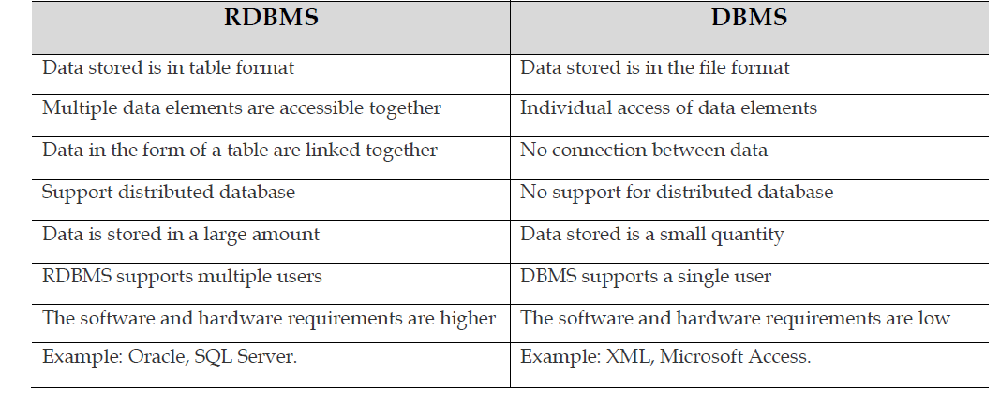 RDBMS DBMS
Data stored is in table format Data stored is in the file format
Multiple data elements are accessible together Individual access of data elements
Data in the form of a table are linked together No connection between data
Support distributed database No support for distributed database
Data is stored in a large amount Data stored is a small quantity
RDBMS supports multiple users DBMS supports a single user
The software and hardware requirements are higher The software and hardware requirements are low
Example: Oracle, SQL Server. Example: XML, Microsoft Access.